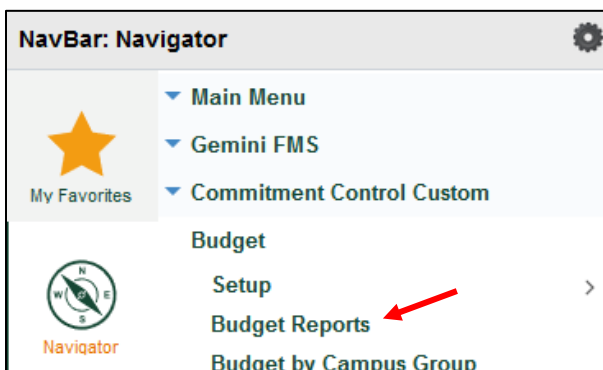 NavBar: Navigator
Main Menu
Gemini FMS
My Favorites
Commitment Control Custom
Budget
Setup
N
W
E
S
Budget Reports
Navigator
Budget by Campus Group